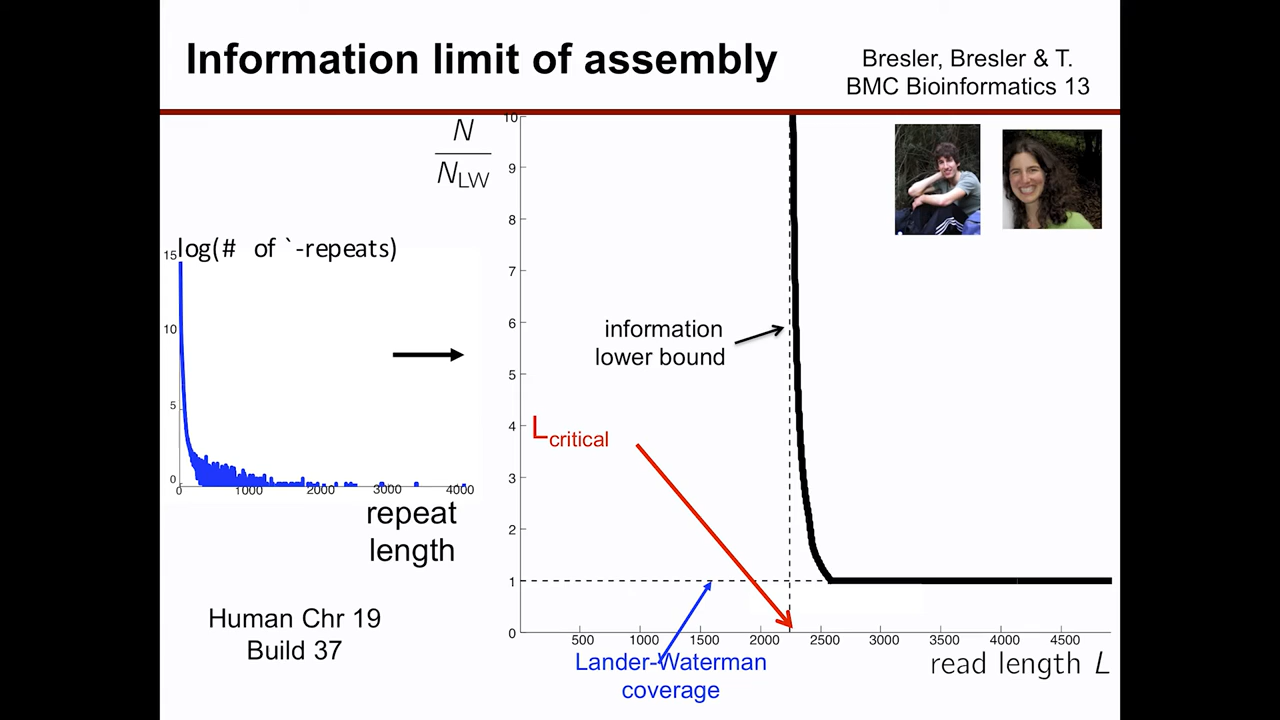 Information limit of assembly
Bresler, Bresler & T.
BMC Bioinformatics 13
N
N_LW
10
9
8
7
6
5
4
3
2
1
0
log(# of `-repeats)
15
10
5
0
0 1000 2000 3000 4000
repeat
length
information
lower bound
L_critical
500 1000 1500 2000 2500 3000 3500 4000 4500
read length L
Lander-Waterman
coverage
Human Chr 19
Build 37